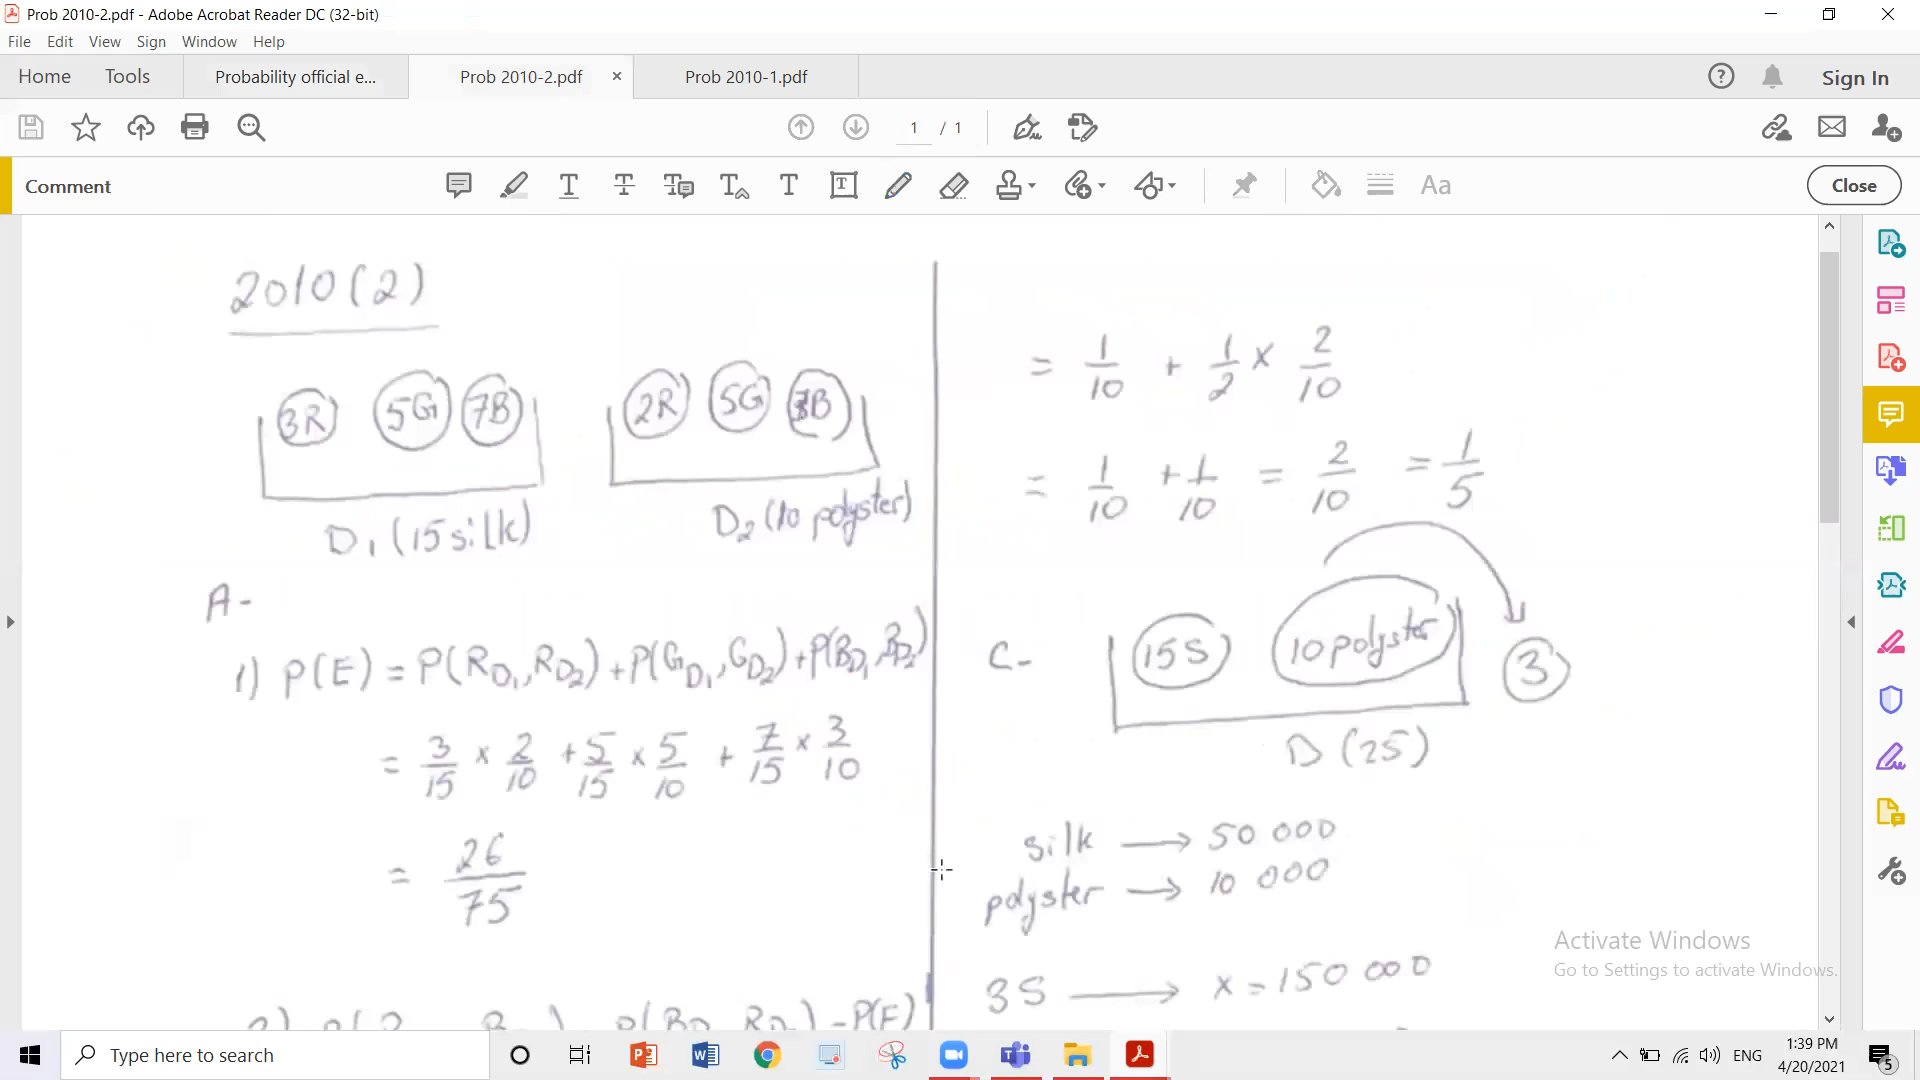 Prob 2010-2.pdf - Adobe Acrobat Reader DC (32-bit)
File Edit View Sign Window Help
Home Tools Probability official e... Prob 2010-2.pdf × Prob 2010-1.pdf Sign In
1 / 1
Comment Close
2010 (2)
3R 5G 7B 2R 5G 3B
D1 (15 silk) D2 (10 polyster)
A-
1) P(E) = P(RD1, RD2) + P(GD1, GD2) + P(BD1, BD2)
= 3/15 × 2/10 + 5/15 × 5/10 + 7/15 × 3/10
= 26/75
= 1/10 + 1/2 × 2/10
= 1/10 + 1/10 = 2/10 = 1/5
C- 15S 10 polyster 3
D (25)
silk → 50 000
polyster → 10 000
3S → x = 150 000
Activate Windows
Go to Settings to activate Windows.
Type here to search
ENG
1:39 PM
4/20/2021
5